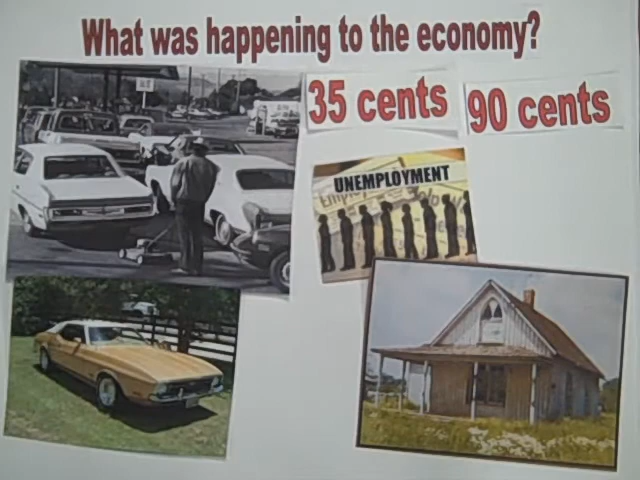 What was happening to the economy?
35 cents
90 cents
UNEMPLOYMENT